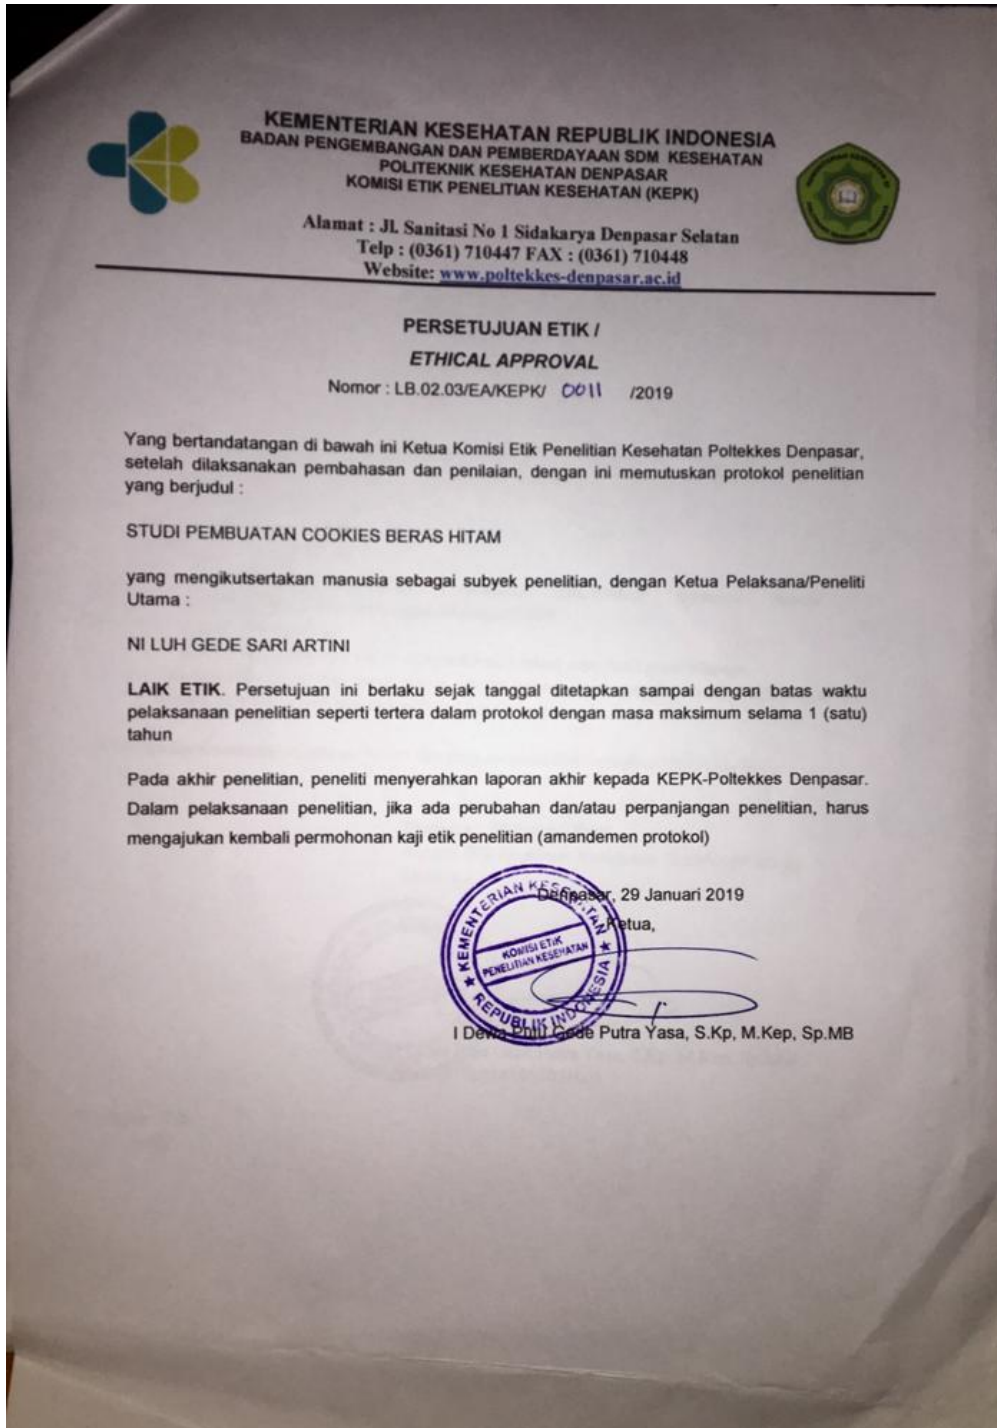 KEMENTERIAN KESEHATAN REPUBLIK INDONESIA
BADAN PENGEMBANGAN DAN PEMBERDAYAAN SDM KESEHATAN
POLITEKNIK KESEHATAN DENPASAR
KOMISI ETIK PENELITIAN KESEHATAN (KEPK)
Alamat : Jl. Sanitasi No 1 Sidakarya Denpasar Selatan
Telp : (0361) 710447 FAX : (0361) 710448
Website: www.poltekkes-denpasar.ac.id
PERSETUJUAN ETIK /
ETHICAL APPROVAL
Nomor : LB.02.03/EA/KEPK/ 0011 /2019
Yang bertandatangan di bawah ini Ketua Komisi Etik Penelitian Kesehatan Poltekkes Denpasar,
setelah dilaksanakan pembahasan dan penilaian, dengan ini memutuskan protokol penelitian
yang berjudul :
STUDI PEMBUATAN COOKIES BERAS HITAM
yang mengikutsertakan manusia sebagai subyek penelitian, dengan Ketua Pelaksana/Peneliti
Utama :
NI LUH GEDE SARI ARTINI
LAIK ETIK. Persetujuan ini berlaku sejak tanggal ditetapkan sampai dengan batas waktu
pelaksanaan penelitian seperti tertera dalam protokol dengan masa maksimum selama 1 (satu)
tahun
Pada akhir penelitian, peneliti menyerahkan laporan akhir kepada KEPK-Poltekkes Denpasar.
Dalam pelaksanaan penelitian, jika ada perubahan dan/atau perpanjangan penelitian, harus
mengajukan kembali permohonan kaji etik penelitian (amandemen protokol)
Denpasar, 29 Januari 2019
Ketua,
KEMENTERIAN KESEHATAN
KOMISI ETIK
PENELITIAN KESEHATAN
REPUBLIK INDONESIA
I Dewa Putu Gede Putra Yasa, S.Kp, M.Kep, Sp.MB